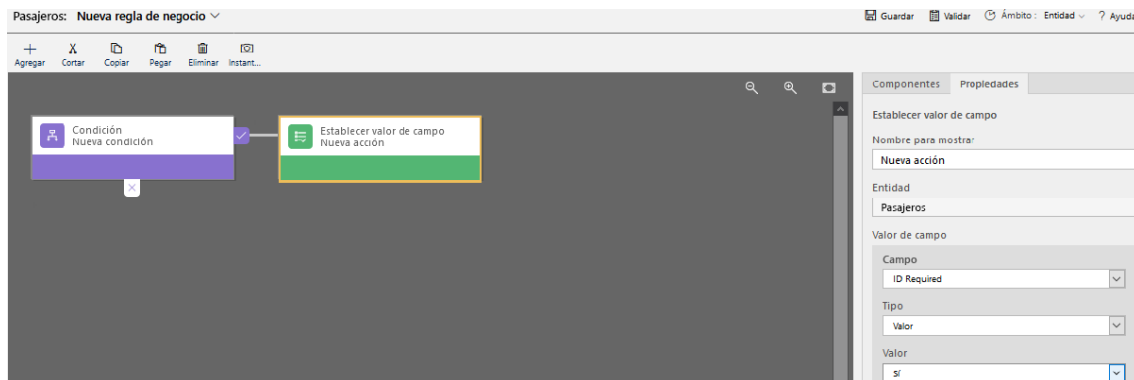 Pasajeros: Nueva regla de negocio
Guardar Validar Ámbito : Entidad ? Ayuda
Agregar Cortar Copiar Pegar Eliminar Instant...
Componentes Propiedades
Condición
Nueva condición
Establecer valor de campo
Nueva acción
Establecer valor de campo
Nombre para mostrar
Nueva acción
Entidad
Pasajeros
Valor de campo
Campo
ID Required
Tipo
Valor
Valor
Sí